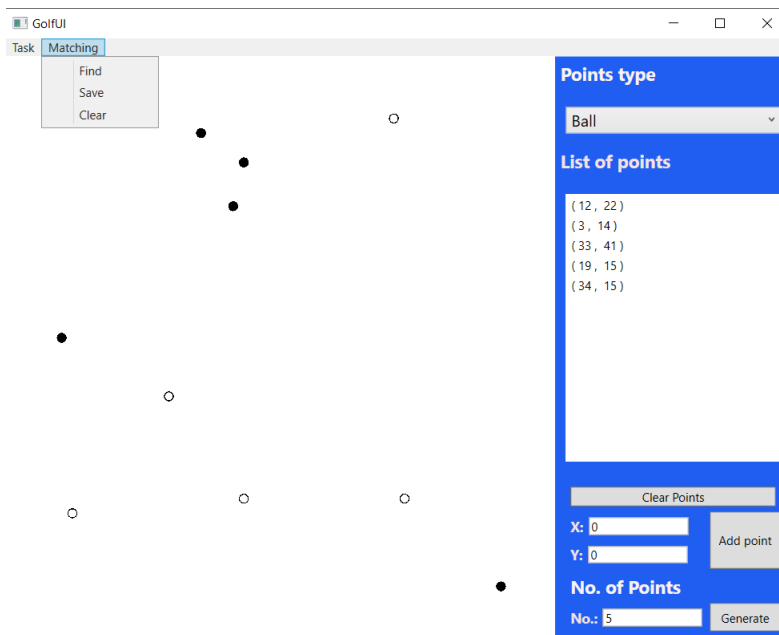 GolfUI
Task Matching
Find
Save
Clear
Points type
Ball
List of points
( 12 , 22 )
( 3 , 14 )
( 33 , 41 )
( 19 , 15 )
( 34 , 15 )
Clear Points
X: 0
Y: 0
Add point
No. of Points
No.: 5
Generate